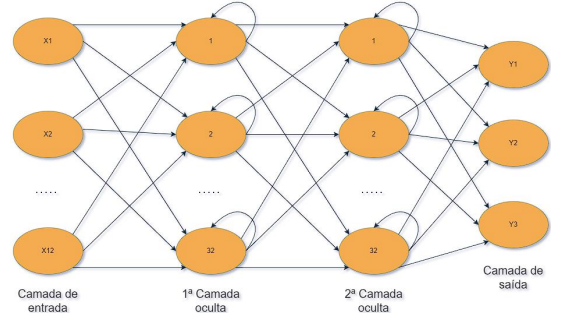 X1
1
1
Y1
X2
2
2
Y2
.....
.....
.....
Y3
X12
32
32
Camada de
entrada
1ª Camada
oculta
2ª Camada
oculta
Camada de
saída